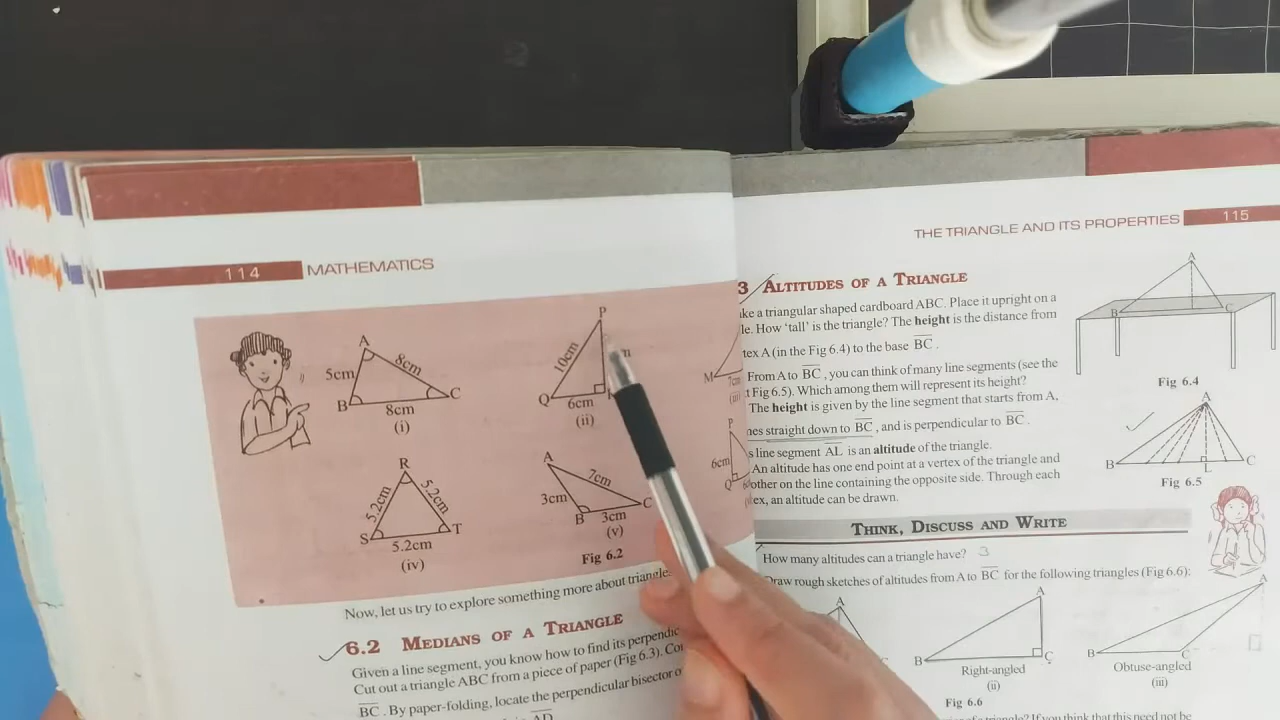 114 MATHEMATICS
A
5cm
8cm
B
8cm
C
(i)
P
10cm
Q
6cm
(ii)
M
7cm
R
5.2cm
5.2cm
S
T
5.2cm
(iv)
A
7cm
3cm
B
3cm
C
(v)
P
6cm
Q
Fig 6.2
Now, let us try to explore something more about
6.2 MEDIANS OF A TRIANGLE
Given a line segment, you know how to find its
Cut out a triangle ABC from a piece of paper (Fig 6.3).
BC. By paper-folding, locate the perpendicular bisector
AD
THE TRIANGLE AND ITS PROPERTIES 115
3 ALTITUDES OF A TRIANGLE
a triangular shaped cardboard ABC. Place it upright on a
How 'tall' is the triangle? The height is the distance from
A (in the Fig 6.4) to the base BC.
From A to BC, you can think of many line segments (see the
Fig 6.5). Which among them will represent its height?
The height is given by the line segment that starts from A,
straight down to BC, and is perpendicular to BC.
line segment AL is an altitude of the triangle.
An altitude has one end point at a vertex of the triangle and
other on the line containing the opposite side. Through each
an altitude can be drawn.
A
B
C
Fig 6.4
A
B
L
C
Fig 6.5
THINK, DISCUSS AND WRITE
How many altitudes can a triangle have? 3
Draw rough sketches of altitudes from A to BC for the following triangles (Fig 6.6):
A
A
B
C
Right-angled
(ii)
A
B
C
Obtuse-angled
(iii)
Fig 6.6